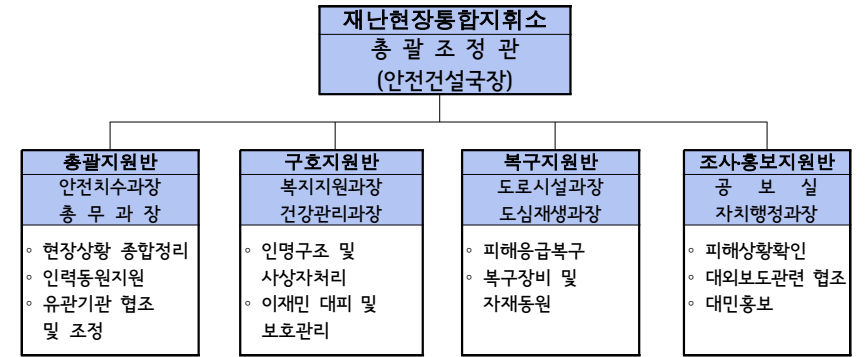 재난현장통합지휘소
총 괄 조 정 관
(안전건설국장)
총괄지원반
안전치수과장
총 무 과 장
◦ 현장상황 종합정리
◦ 인력동원지원
◦ 유관기관 협조
및 조정
구호지원반
복지지원과장
건강관리과장
◦ 인명구조 및
사상자처리
◦ 이재민 대피 및
보호관리
복구지원반
도로시설과장
도심재생과장
◦ 피해응급복구
◦ 복구장비 및
자재동원
조사·홍보지원반
공 보 실
자치행정과장
◦ 피해상황확인
◦ 대외보도관련 협조
◦ 대민홍보